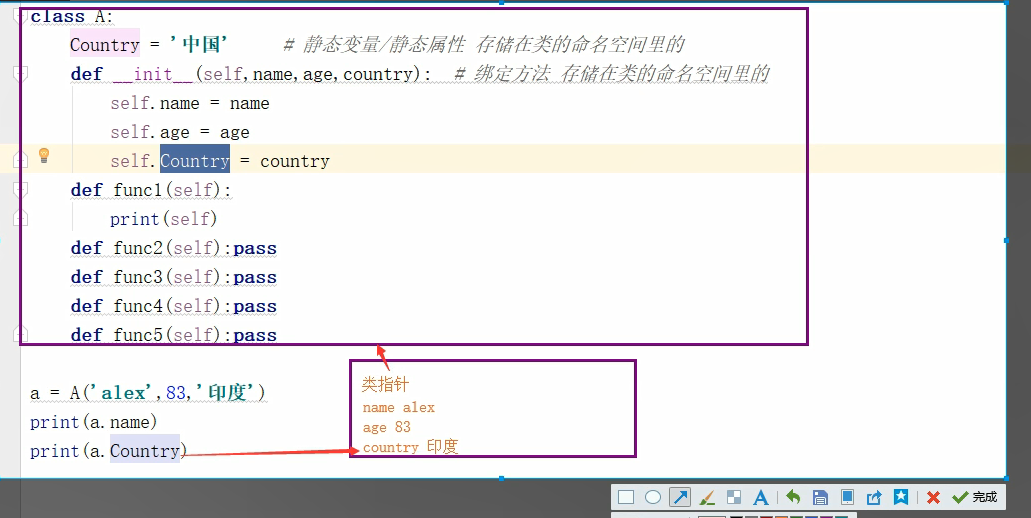 class A:
    Country = '中国'     # 静态变量/静态属性 存储在类的命名空间里的
    def __init__(self,name,age,country):  # 绑定方法 存储在类的命名空间里的
        self.name = name
        self.age = age
        self.Country = country
    def func1(self):
        print(self)
    def func2(self):pass
    def func3(self):pass
    def func4(self):pass
    def func5(self):pass
a = A('alex',83,'印度')
print(a.name)
print(a.Country)
类指针
name alex
age 83
country 印度
A
完成